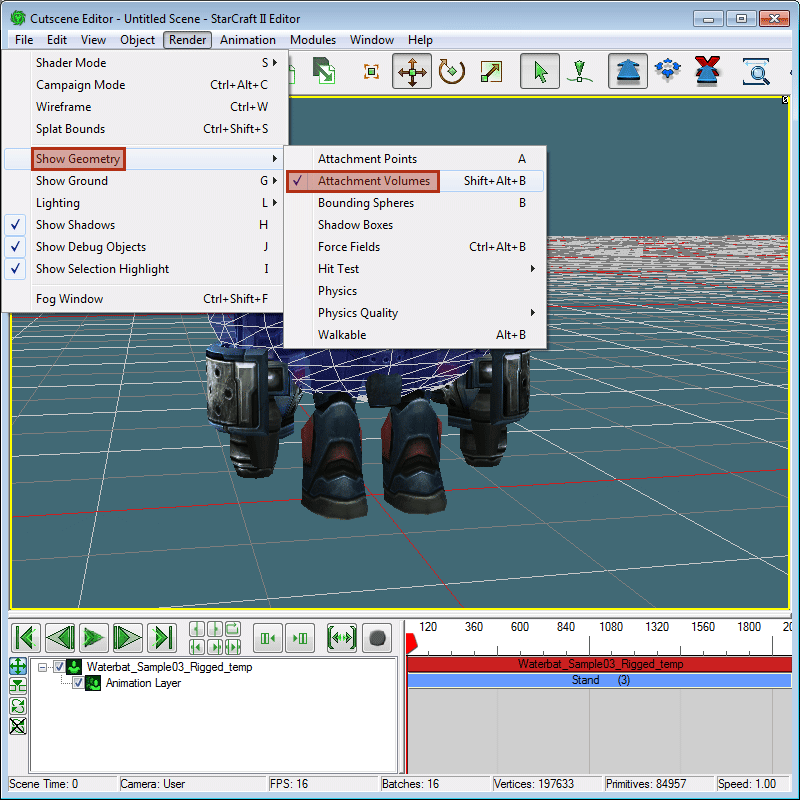 Cutscene Editor - Untitled Scene - StarCraft II Editor
File Edit View Object Render Animation Modules Window Help
Shader Mode S
Campaign Mode Ctrl+Alt+C
Wireframe Ctrl+W
Splat Bounds Ctrl+Shift+S
Show Geometry
Show Ground G
Lighting L
Show Shadows H
Show Debug Objects J
Show Selection Highlight I
Fog Window Ctrl+Shift+F
Attachment Points A
Attachment Volumes Shift+Alt+B
Bounding Spheres B
Shadow Boxes
Force Fields Ctrl+Alt+B
Hit Test
Physics
Physics Quality
Walkable Alt+B
120 360 600 840 1080 1320 1560 1800 20
Waterbat_Sample03_Rigged_temp
Animation Layer
Waterbat_Sample03_Rigged_temp
Stand (3)
Scene Time: 0 Camera: User FPS: 16 Batches: 16 Vertices: 197633 Primitives: 84957 Speed: 1.00